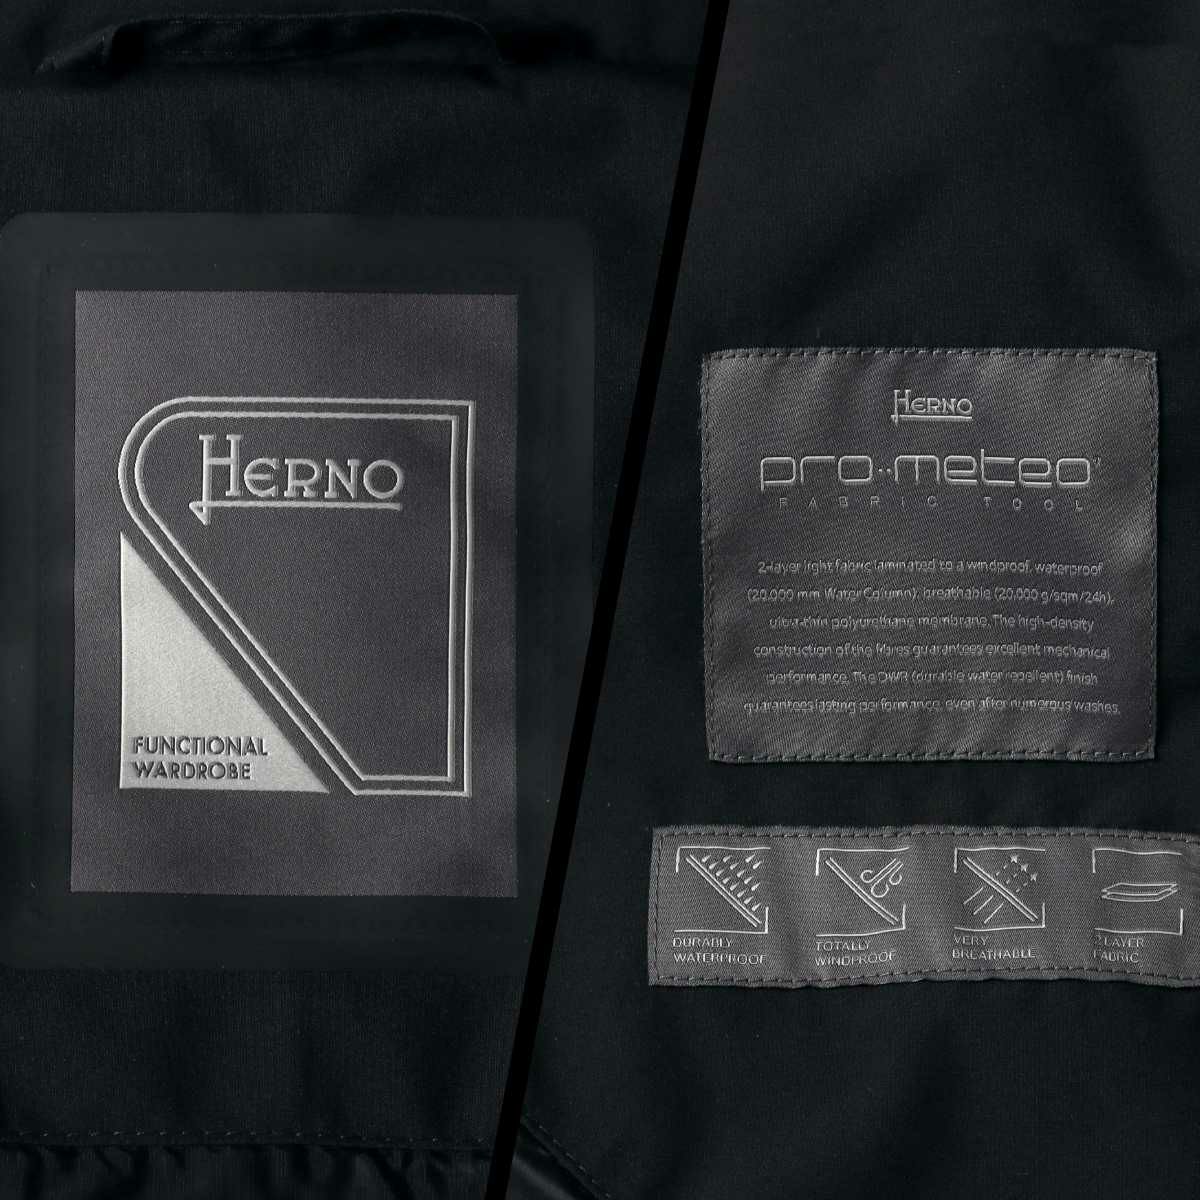 HERNO
FUNCTIONAL
WARDROBE
HERNO
pro··meteo
FABRIC TOOL
2-layer light fabric laminated to a windproof, waterproof
(20.000 mm Water Column), breathable (20.000 g/sqm/24h),
ultra-thin polyurethane membrane. The high-density
construction of the fibres guarantees excellent mechanical
performance. The DWR (durable water repellent) finish
guarantees lasting performance, even after numerous washes.
DURABLY
WATERPROOF
TOTALLY
WINDPROOF
VERY
BREATHABLE
2 LAYER
FABRIC